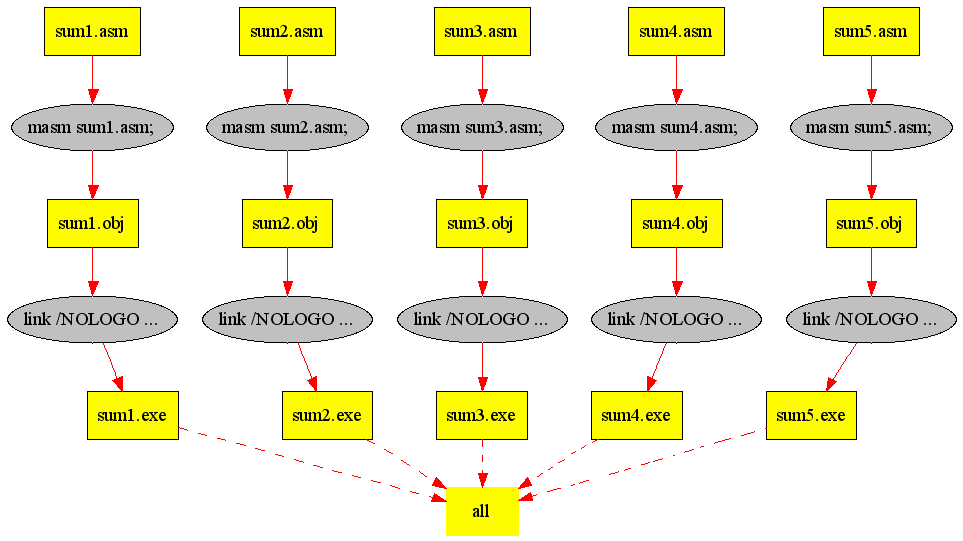 sum1.asm
sum2.asm
sum3.asm
sum4.asm
sum5.asm
masm sum1.asm;
masm sum2.asm;
masm sum3.asm;
masm sum4.asm;
masm sum5.asm;
sum1.obj
sum2.obj
sum3.obj
sum4.obj
sum5.obj
link /NOLOGO ...
link /NOLOGO ...
link /NOLOGO ...
link /NOLOGO ...
link /NOLOGO ...
sum1.exe
sum2.exe
sum3.exe
sum4.exe
sum5.exe
all